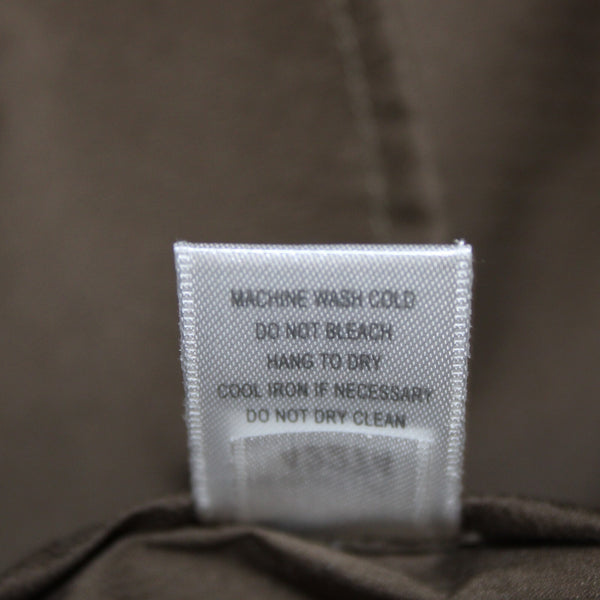 MACHINE WASH COLD
DO NOT BLEACH
HANG TO DRY
COOL IRON IF NECESSARY
DO NOT DRY CLEAN